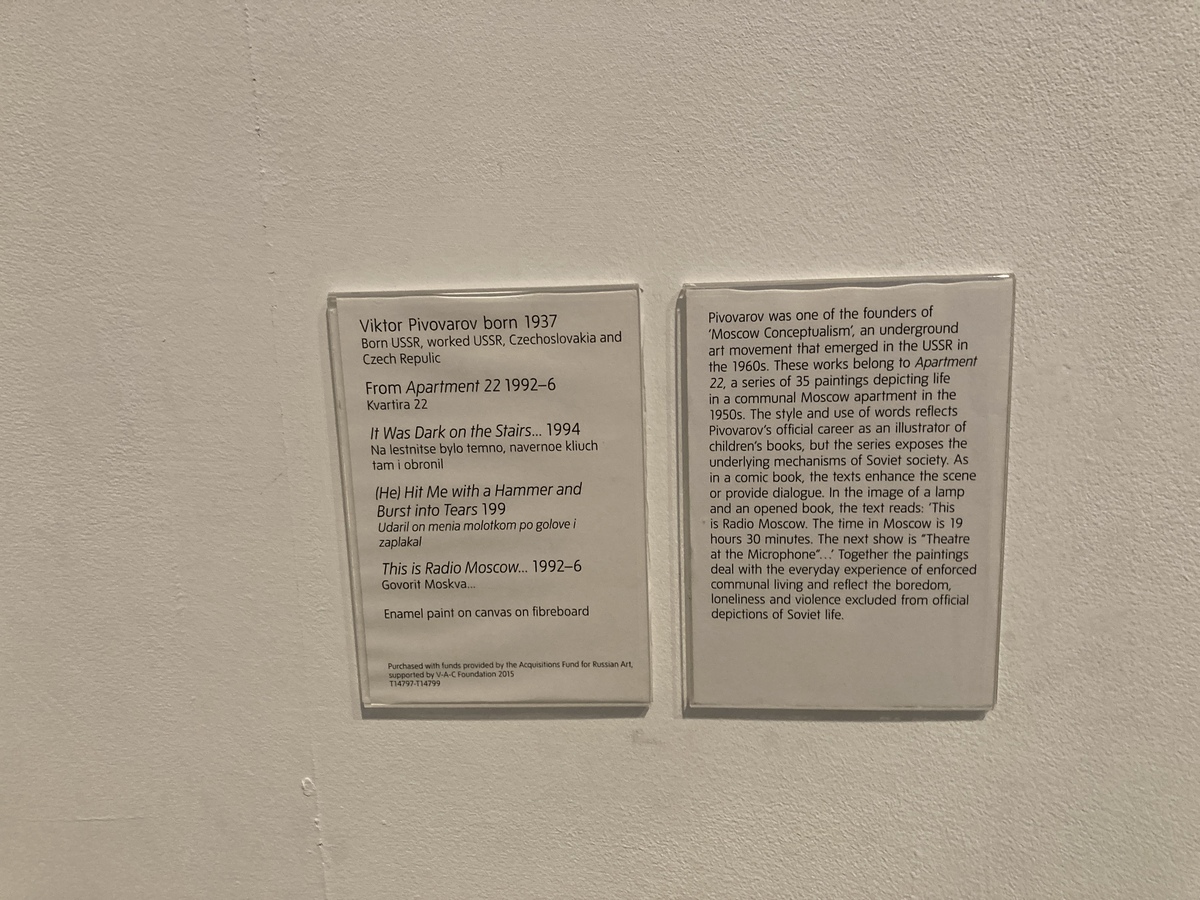 Viktor Pivovarov born 1937
Born USSR, worked USSR, Czechoslovakia and
Czech Repulic
From Apartment 22 1992–6
Kvartira 22
It Was Dark on the Stairs... 1994
Na lestnitse bylo temno, navernoe kliuch
tam i obronil
(He) Hit Me with a Hammer and
Burst into Tears 199
Udaril on menia molotkom po golove i
zaplakal
This is Radio Moscow... 1992–6
Govorit Moskva...
Enamel paint on canvas on fibreboard
Purchased with funds provided by the Acquisitions Fund for Russian Art,
supported by V-A-C Foundation 2015
T14797-T14799
Pivovarov was one of the founders of
'Moscow Conceptualism', an underground
art movement that emerged in the USSR in
the 1960s. These works belong to Apartment
22, a series of 35 paintings depicting life
in a communal Moscow apartment in the
1950s. The style and use of words reflects
Pivovarov's official career as an illustrator of
children's books, but the series exposes the
underlying mechanisms of Soviet society. As
in a comic book, the texts enhance the scene
or provide dialogue. In the image of a lamp
and an opened book, the text reads: 'This
is Radio Moscow. The time in Moscow is 19
hours 30 minutes. The next show is "Theatre
at the Microphone"...' Together the paintings
deal with the everyday experience of enforced
communal living and reflect the boredom,
loneliness and violence excluded from official
depictions of Soviet life.